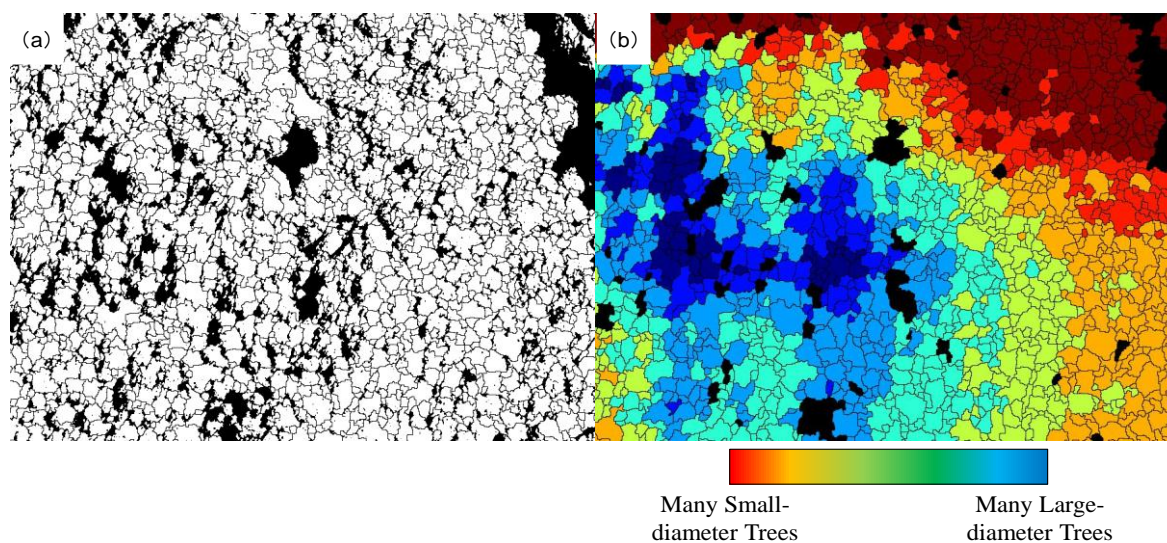 (a)
(b)
Many Small-
diameter Trees
Many Large-
diameter Trees